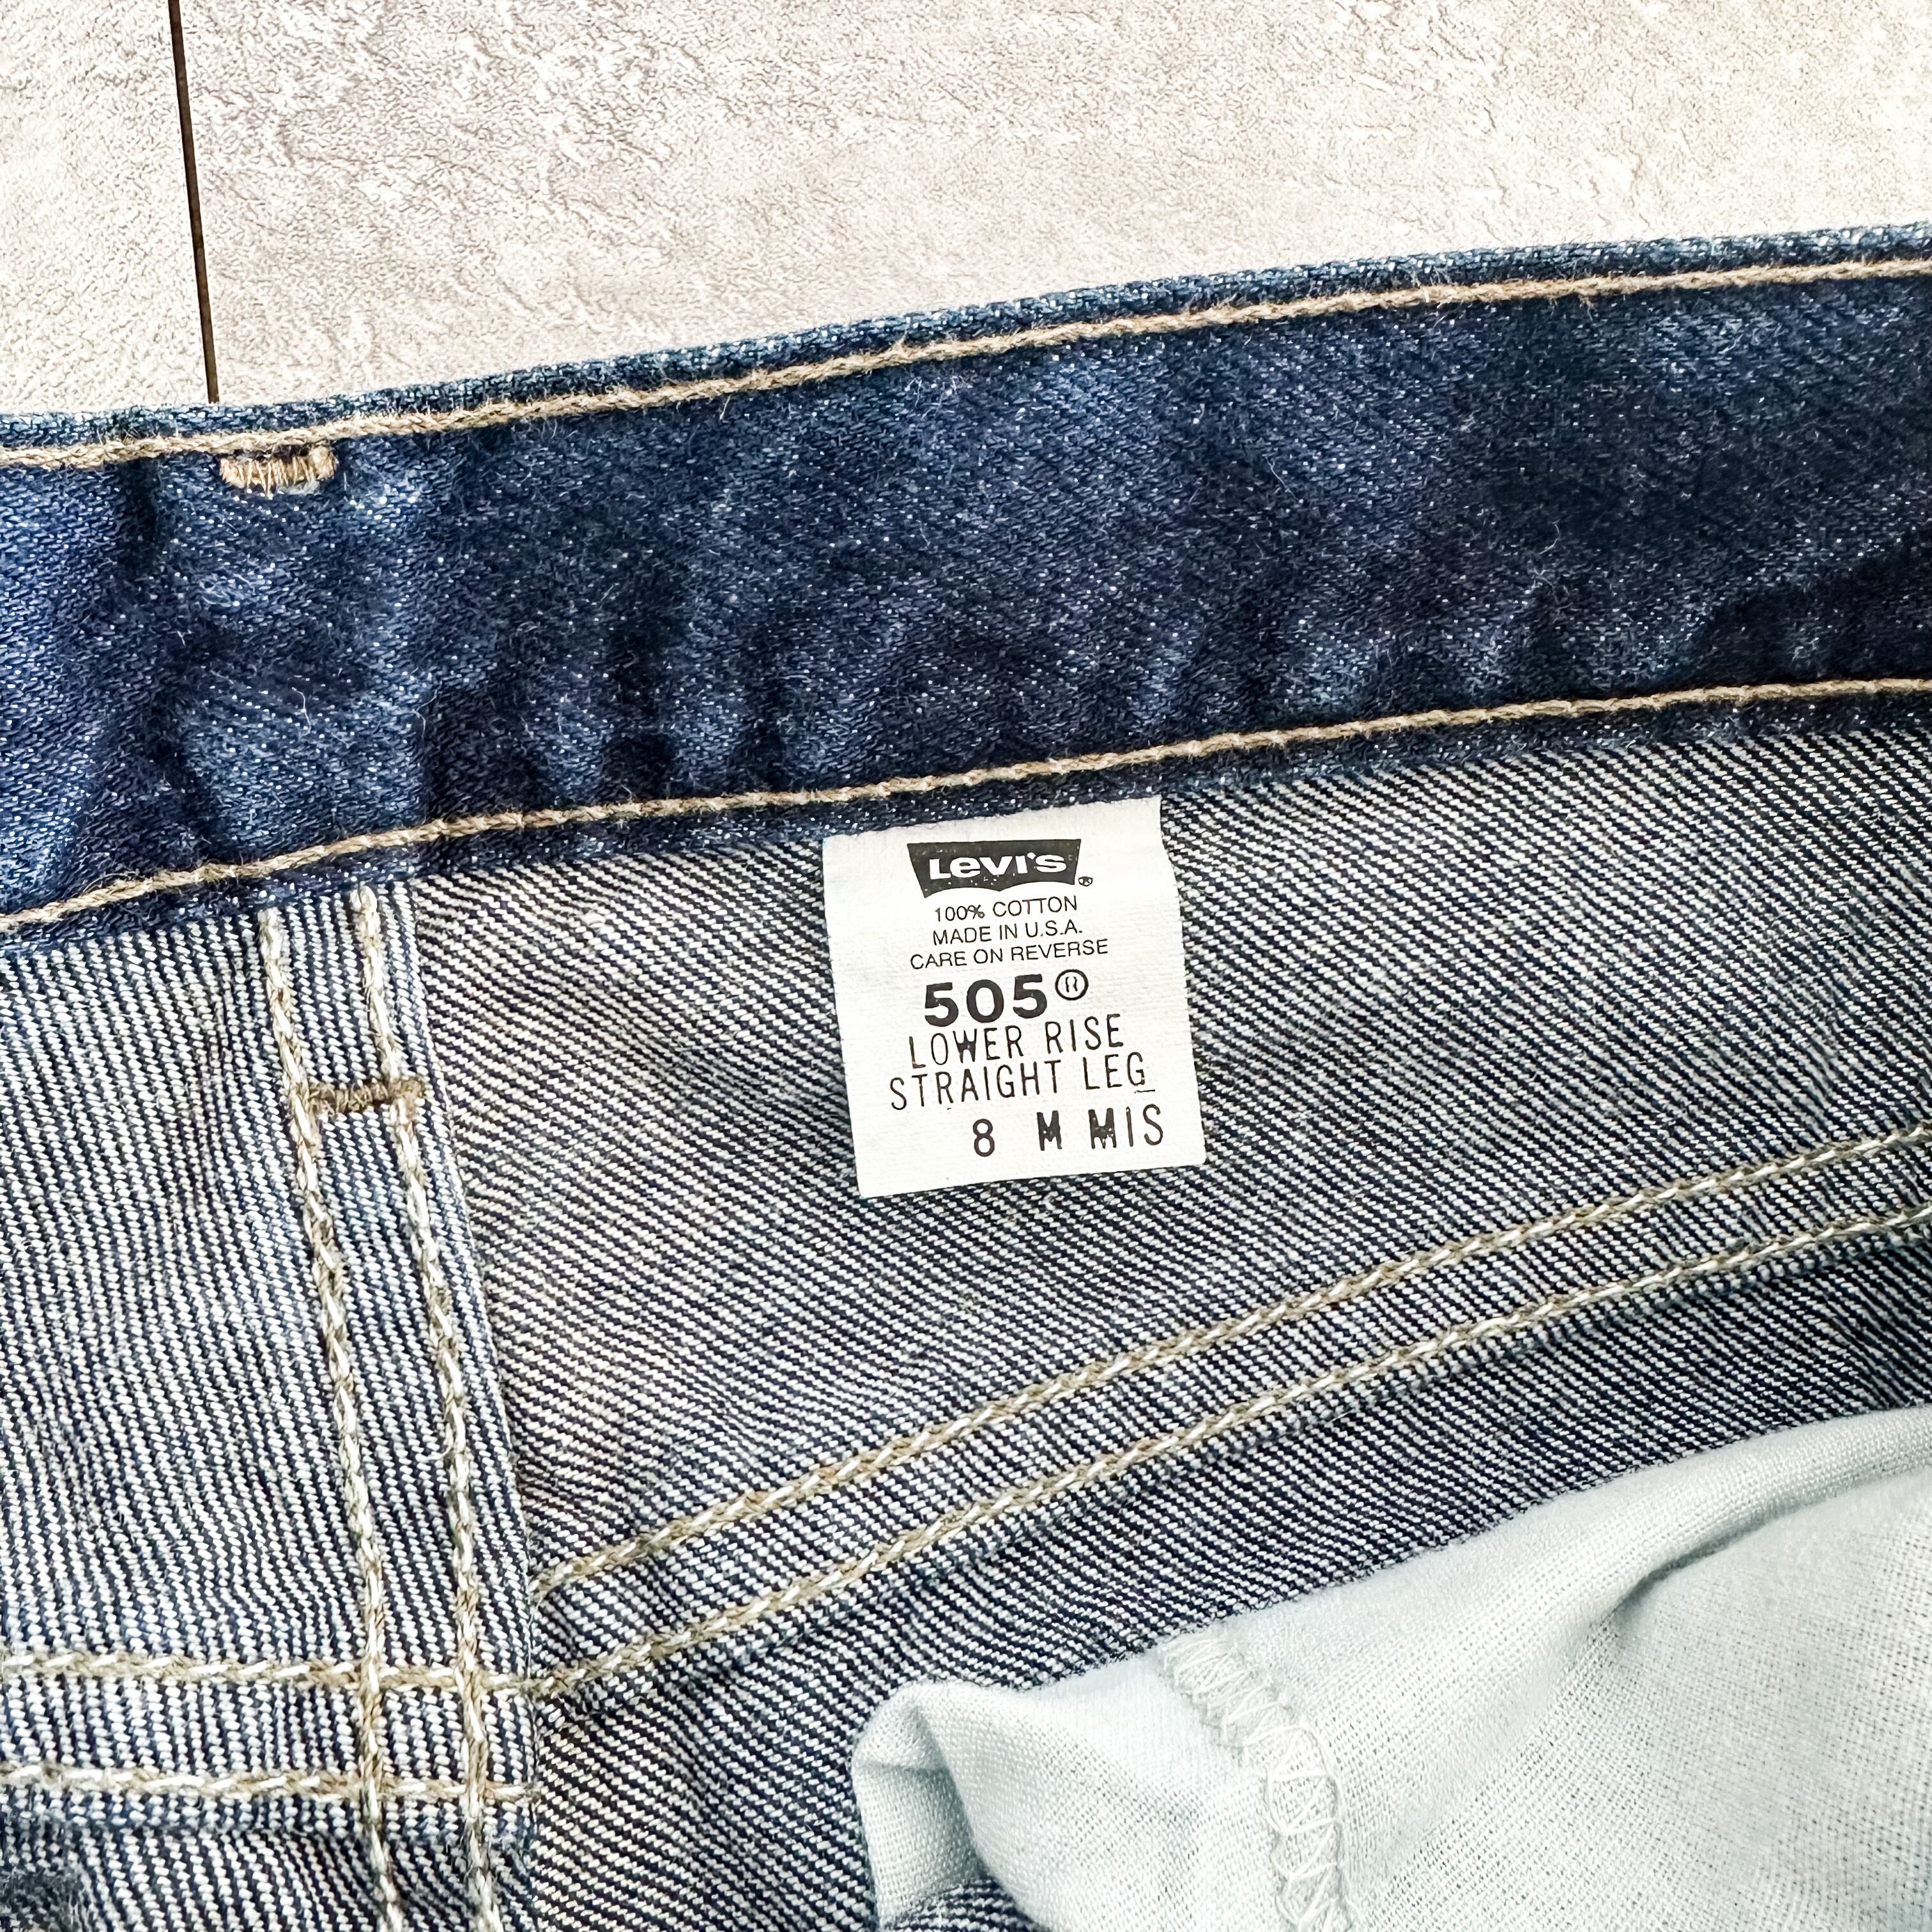 Levi's ®
100% COTTON
MADE IN U.S.A.
CARE ON REVERSE
505®
LOWER RISE
STRAIGHT LEG
8 M MIS